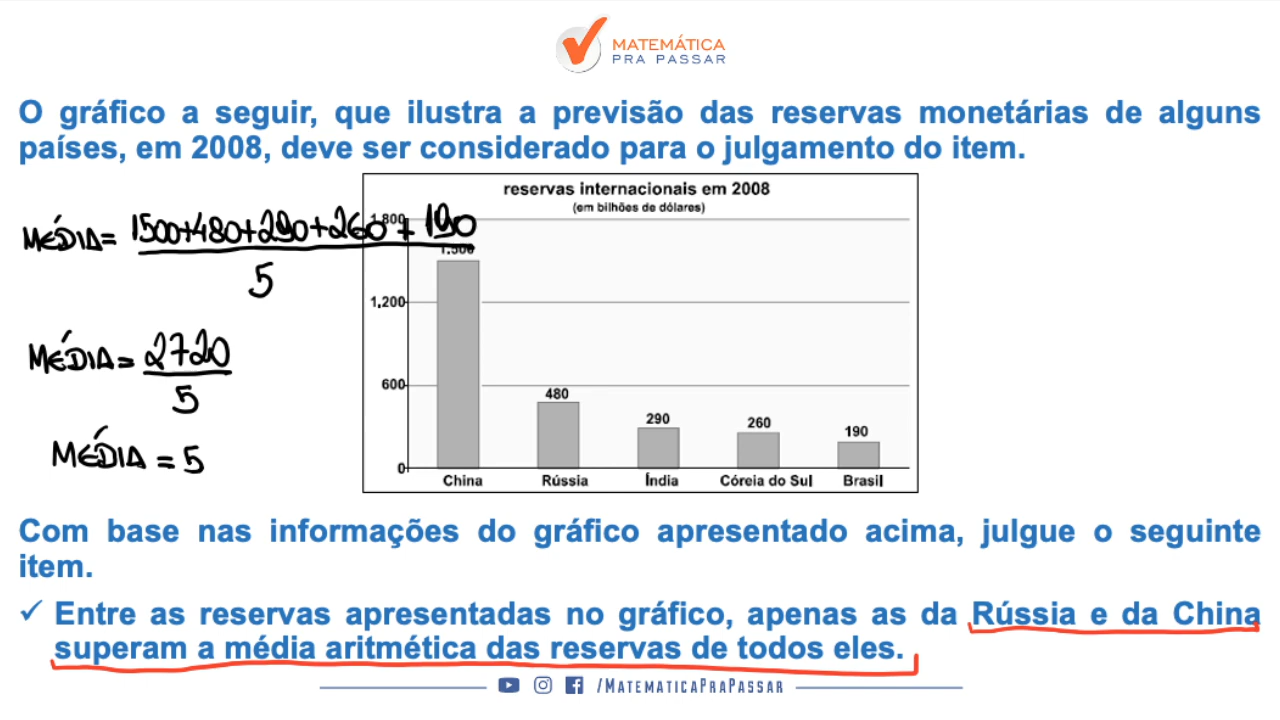 MATEMÁTICA
PRA PASSAR
O gráfico a seguir, que ilustra a previsão das reservas monetárias de alguns
países, em 2008, deve ser considerado para o julgamento do item.
reservas internacionais em 2008
(em bilhões de dólares)
1,800
MÉDIA= 1500+480+290+260+190
5
1.500
1,200
MÉDIA= 2720
5
600
480
290
260
190
MÉDIA = 5
0
China Rússia Índia Córeia do Sul Brasil
Com base nas informações do gráfico apresentado acima, julgue o seguinte
item.
✓ Entre as reservas apresentadas no gráfico, apenas as da Rússia e da China
superam a média aritmética das reservas de todos eles.
/MATEMATICAPRAPASSAR